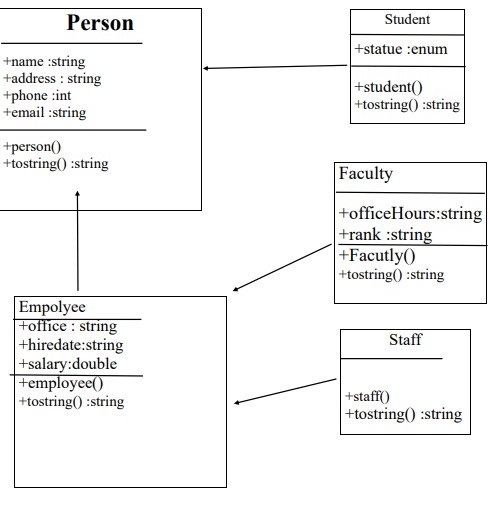 Person
+name :string
+address : string
+phone :int
+email :string
+person()
+tostring() :string
Student
+statue :enum
+student()
+tostring() :string
Faculty
+officeHours:string
+rank :string
+Facutly()
+tostring() :string
Empolyee
+office : string
+hiredate:string
+salary:double
+employee()
+tostring() :string
Staff
+staff()
+tostring() :string